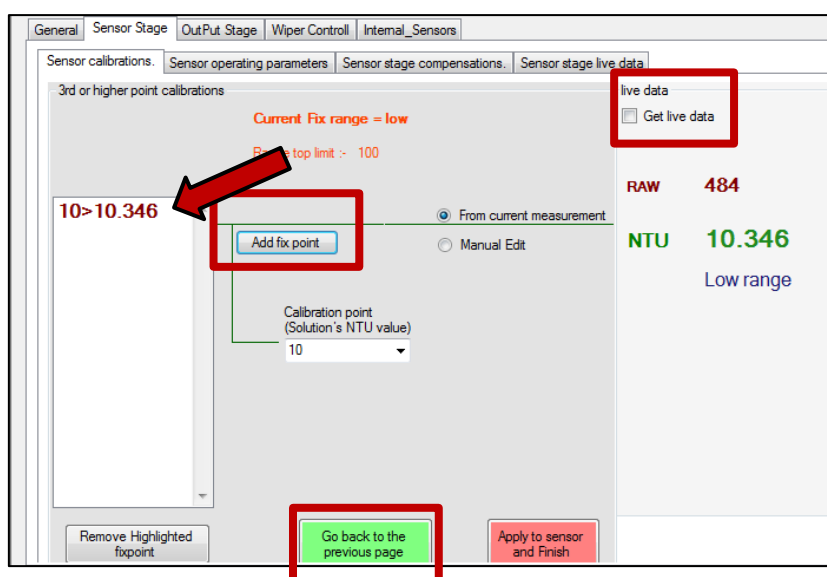 General Sensor Stage OutPut Stage Wiper Controll Internal_Sensors
Sensor calibrations. Sensor operating parameters Sensor stage compensations. Sensor stage live data
3rd or higher point calibrations
live data
Current Fix range = low
Get live data
top limit :- 100
RAW 484
10>10.346
From current measurement
Add fix point
Manual Edit
NTU 10.346
Low range
Calibration point
(Solution's NTU value)
10
Remove Highlighted
fixpoint
Go back to the
previous page
Apply to sensor
and Finish